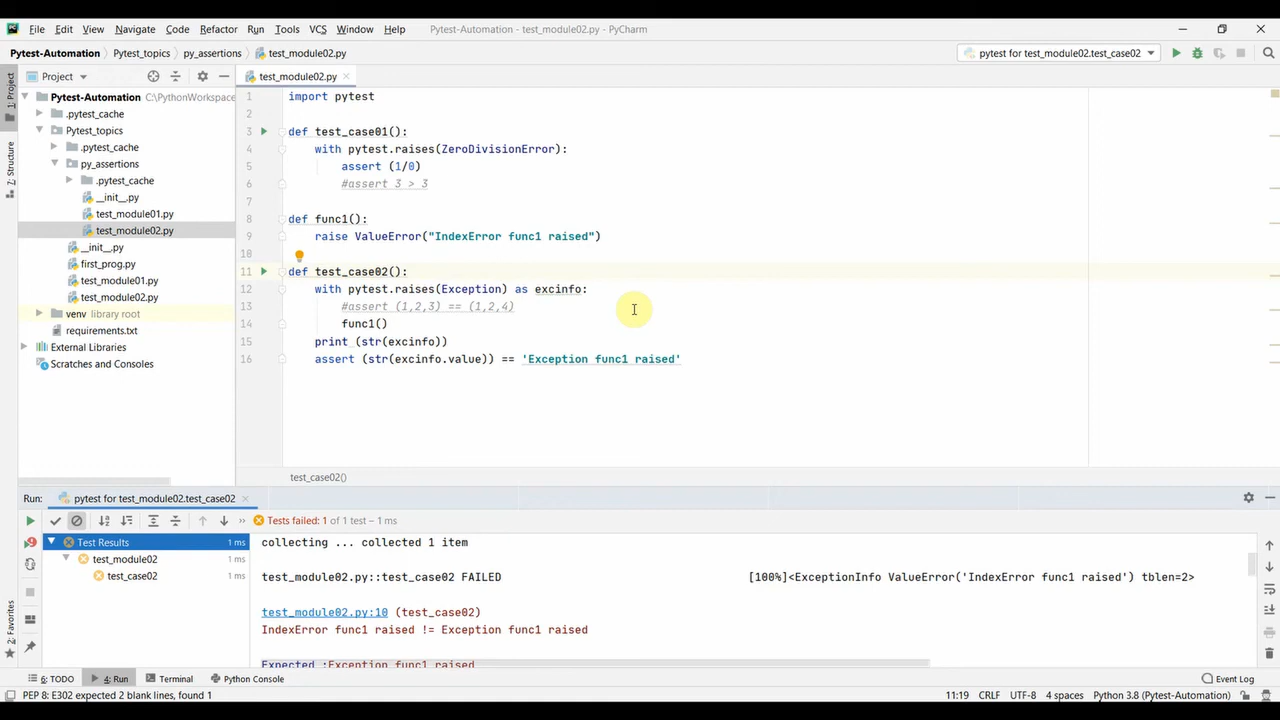 File Edit View Navigate Code Refactor Run Tools VCS Window Help Pytest-Automation - test_module02.py - PyCharm
Pytest-Automation Pytest_topics py_assertions test_module02.py pytest for test_module02.test_case02
Project test_module02.py
1: Project
7: Structure
2: Favorites
Pytest-Automation C:\PythonWorkspace
.pytest_cache
Pytest_topics
.pytest_cache
py_assertions
.pytest_cache
__init__.py
test_module01.py
test_module02.py
__init__.py
first_prog.py
test_module01.py
test_module02.py
venv library root
requirements.txt
External Libraries
Scratches and Consoles
1 import pytest
2
3 def test_case01():
4 with pytest.raises(ZeroDivisionError):
5 assert (1/0)
6 #assert 3 > 3
7
8 def func1():
9 raise ValueError("IndexError func1 raised")
10
11 def test_case02():
12 with pytest.raises(Exception) as excinfo:
13 #assert (1,2,3) == (1,2,4)
14 func1()
15 print (str(excinfo))
16 assert (str(excinfo.value)) == 'Exception func1 raised'
test_case02()
Run: pytest for test_module02.test_case02
Tests failed: 1 of 1 test – 1 ms
Test Results 1 ms
test_module02 1 ms
test_case02 1 ms
collecting ... collected 1 item
test_module02.py::test_case02 FAILED [100%]<ExceptionInfo ValueError('IndexError func1 raised') tblen=2>
test_module02.py:10 (test_case02)
IndexError func1 raised != Exception func1 raised
Expected :Exception func1 raised
6: TODO 4: Run Terminal Python Console Event Log
PEP 8: E302 expected 2 blank lines, found 1 11:19 CRLF UTF-8 4 spaces Python 3.8 (Pytest-Automation)